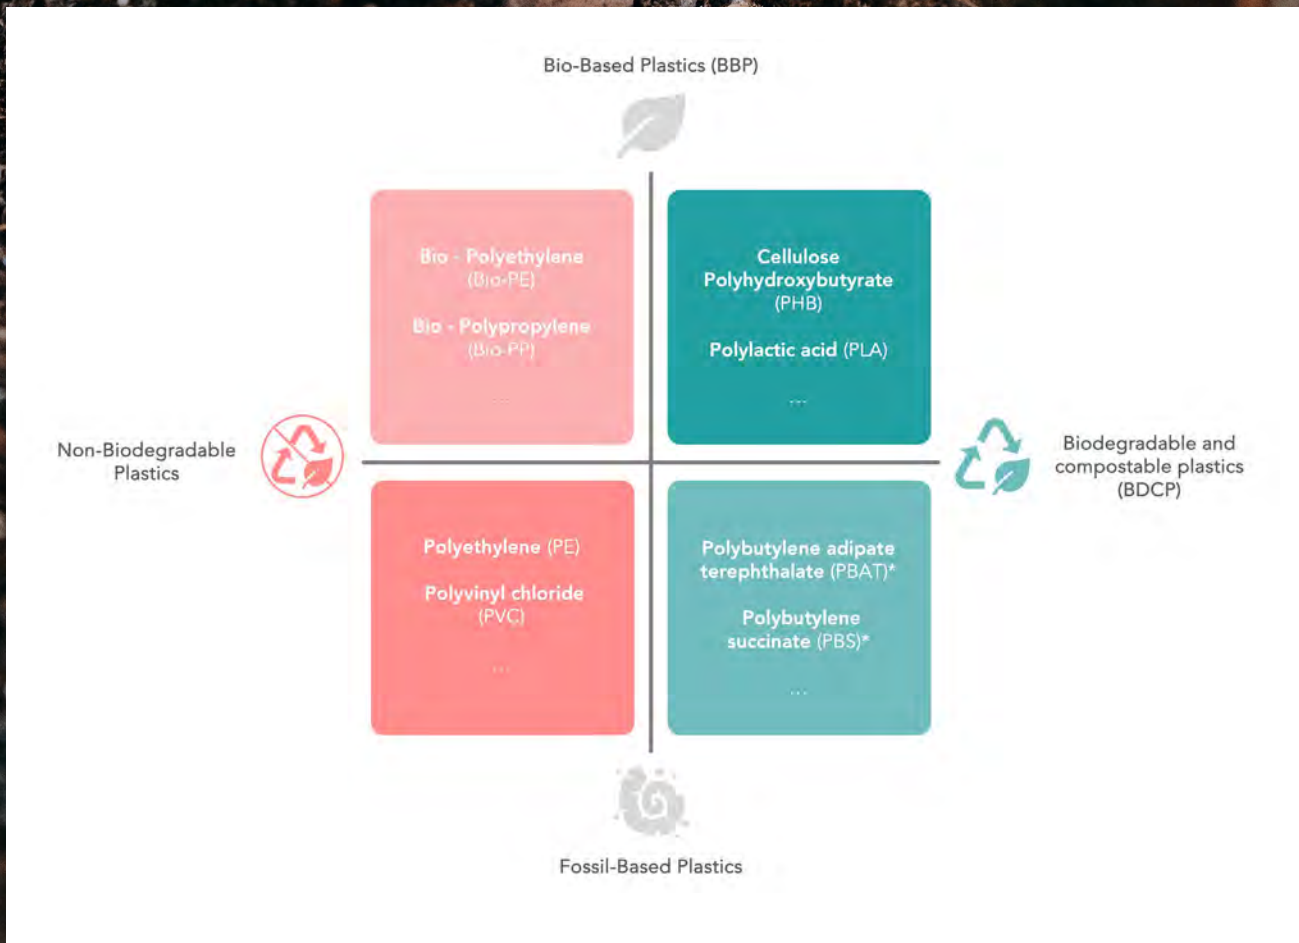 Bio-Based Plastics (BBP)
Bio - Polyethylene
(Bio-PE)
Bio - Polypropylene
(Bio-PP)
...
Cellulose
Polyhydroxybutyrate
(PHB)
Polylactic acid (PLA)
...
Non-Biodegradable
Plastics
Biodegradable and
compostable plastics
(BDCP)
Polyethylene (PE)
Polyvinyl chloride
(PVC)
...
Polybutylene adipate
terephthalate (PBAT)*
Polybutylene
succinate (PBS)*
...
Fossil-Based Plastics